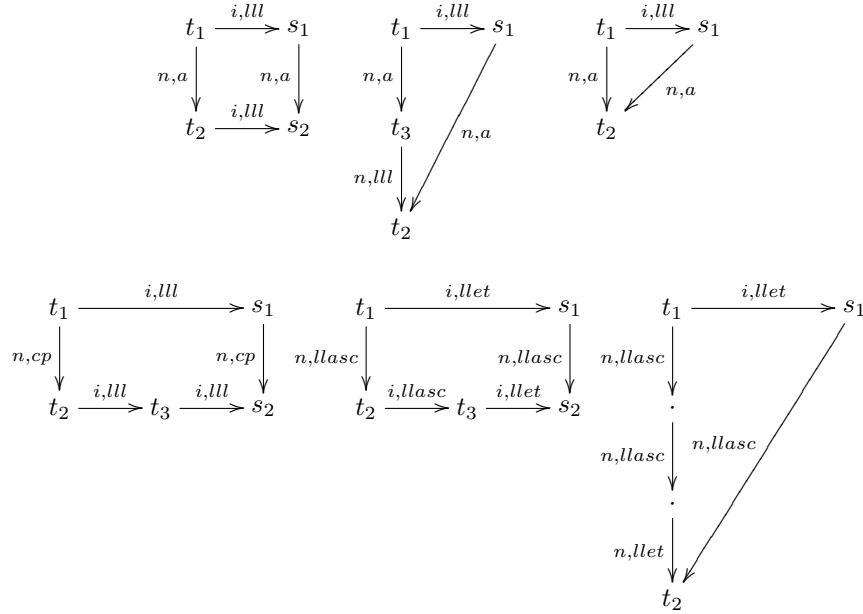 t₁ i,lll s₁ t₁ i,lll s₁ t₁ i,lll s₁
n,a n,a n,a n,a n,a n,a
t₂ i,lll s₂ t₃ t₂
n,lll
t₂
t₁ i,lll s₁ t₁ i,llet s₁ t₁ i,llet s₁
n,cp n,cp n,llasc n,llasc n,llasc
t₂ i,lll t₃ i,lll s₂ t₂ i,llasc t₃ i,llet s₂ .
n,llasc n,llasc
.
n,llet
t₂